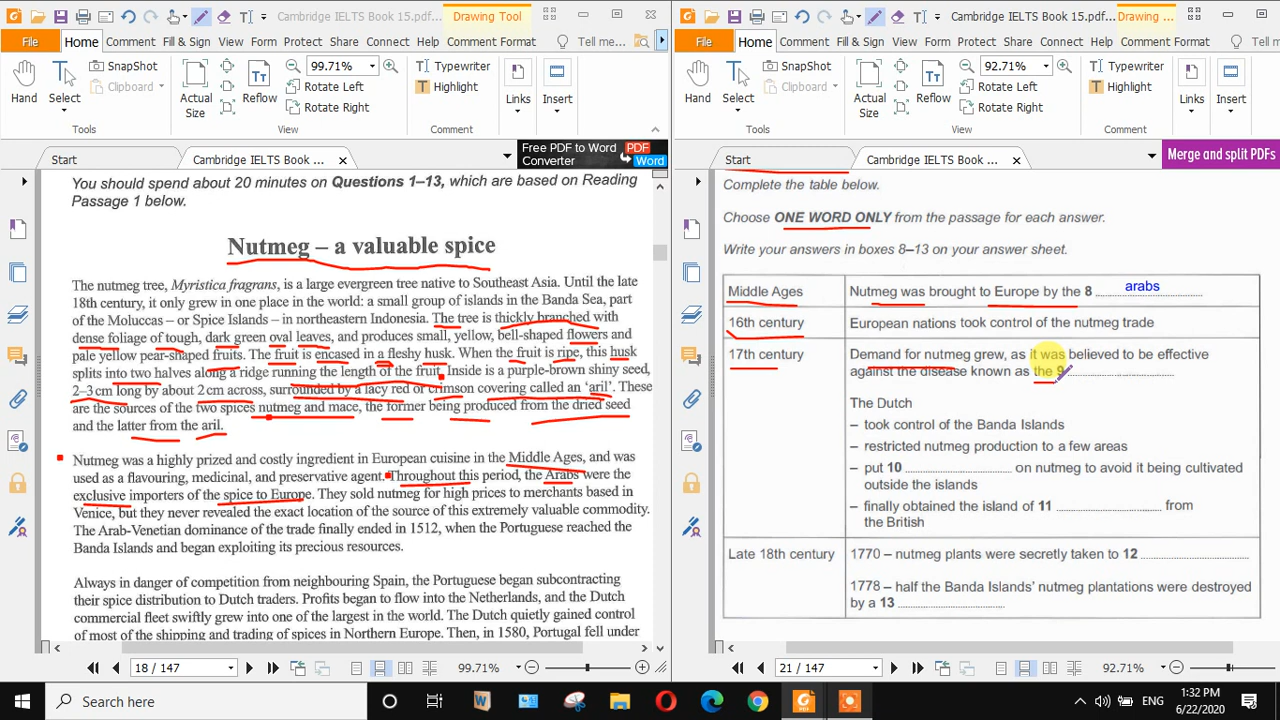 Cambridge IELTS Book 15.pdf...
Drawing Tool
File Home Comment Fill & Sign View Form Protect Share Connect Help Comment Format Tell me...
Hand
Select
SnapShot
Clipboard
Tools
Actual Size
Reflow
99.71%
Rotate Left
Rotate Right
View
Typewriter
Highlight
Comment
Links
Insert
Start
Cambridge IELTS Book ...
Free PDF to Word Converter
PDF
Word
You should spend about 20 minutes on Questions 1–13, which are based on Reading
Passage 1 below.
Nutmeg – a valuable spice
The nutmeg tree, Myristica fragrans, is a large evergreen tree native to Southeast Asia. Until the late
18th century, it only grew in one place in the world: a small group of islands in the Banda Sea, part
of the Moluccas – or Spice Islands – in northeastern Indonesia. The tree is thickly branched with
dense foliage of tough, dark green oval leaves, and produces small, yellow, bell-shaped flowers and
pale yellow pear-shaped fruits. The fruit is encased in a fleshy husk. When the fruit is ripe, this husk
splits into two halves along a ridge running the length of the fruit. Inside is a purple-brown shiny seed,
2–3 cm long by about 2 cm across, surrounded by a lacy red or crimson covering called an ‘aril’. These
are the sources of the two spices nutmeg and mace, the former being produced from the dried seed
and the latter from the aril.
Nutmeg was a highly prized and costly ingredient in European cuisine in the Middle Ages, and was
used as a flavouring, medicinal, and preservative agent. Throughout this period, the Arabs were the
exclusive importers of the spice to Europe. They sold nutmeg for high prices to merchants based in
Venice, but they never revealed the exact location of the source of this extremely valuable commodity.
The Arab-Venetian dominance of the trade finally ended in 1512, when the Portuguese reached the
Banda Islands and began exploiting its precious resources.
Always in danger of competition from neighbouring Spain, the Portuguese began subcontracting
their spice distribution to Dutch traders. Profits began to flow into the Netherlands, and the Dutch
commercial fleet swiftly grew into one of the largest in the world. The Dutch quietly gained control
of most of the shipping and trading of spices in Northern Europe. Then, in 1580, Portugal fell under
18 / 147
99.71%
Cambridge IELTS Book 15.pdf...
Drawing ...
File Home Comment Fill & Sign View Form Protect Share Connect Help Comment Format Tell
Hand
Select
SnapShot
Clipboard
Tools
Actual Size
Reflow
92.71%
Rotate Left
Rotate Right
View
Typewriter
Highlight
Comment
Links
Insert
Start
Cambridge IELTS Book ...
Merge and split PDFs
Complete the table below.
Choose ONE WORD ONLY from the passage for each answer.
Write your answers in boxes 8–13 on your answer sheet.
Middle Ages
Nutmeg was brought to Europe by the 8 arabs
16th century
European nations took control of the nutmeg trade
17th century
Demand for nutmeg grew, as it was believed to be effective
against the disease known as the 9
The Dutch
– took control of the Banda Islands
– restricted nutmeg production to a few areas
– put 10 .................... on nutmeg to avoid it being cultivated
outside the islands
– finally obtained the island of 11 .................... from
the British
Late 18th century
1770 – nutmeg plants were secretly taken to 12 ....................
1778 – half the Banda Islands' nutmeg plantations were destroyed
by a 13 ....................
21 / 147
92.71%
Search here
ENG
1:32 PM
6/22/2020